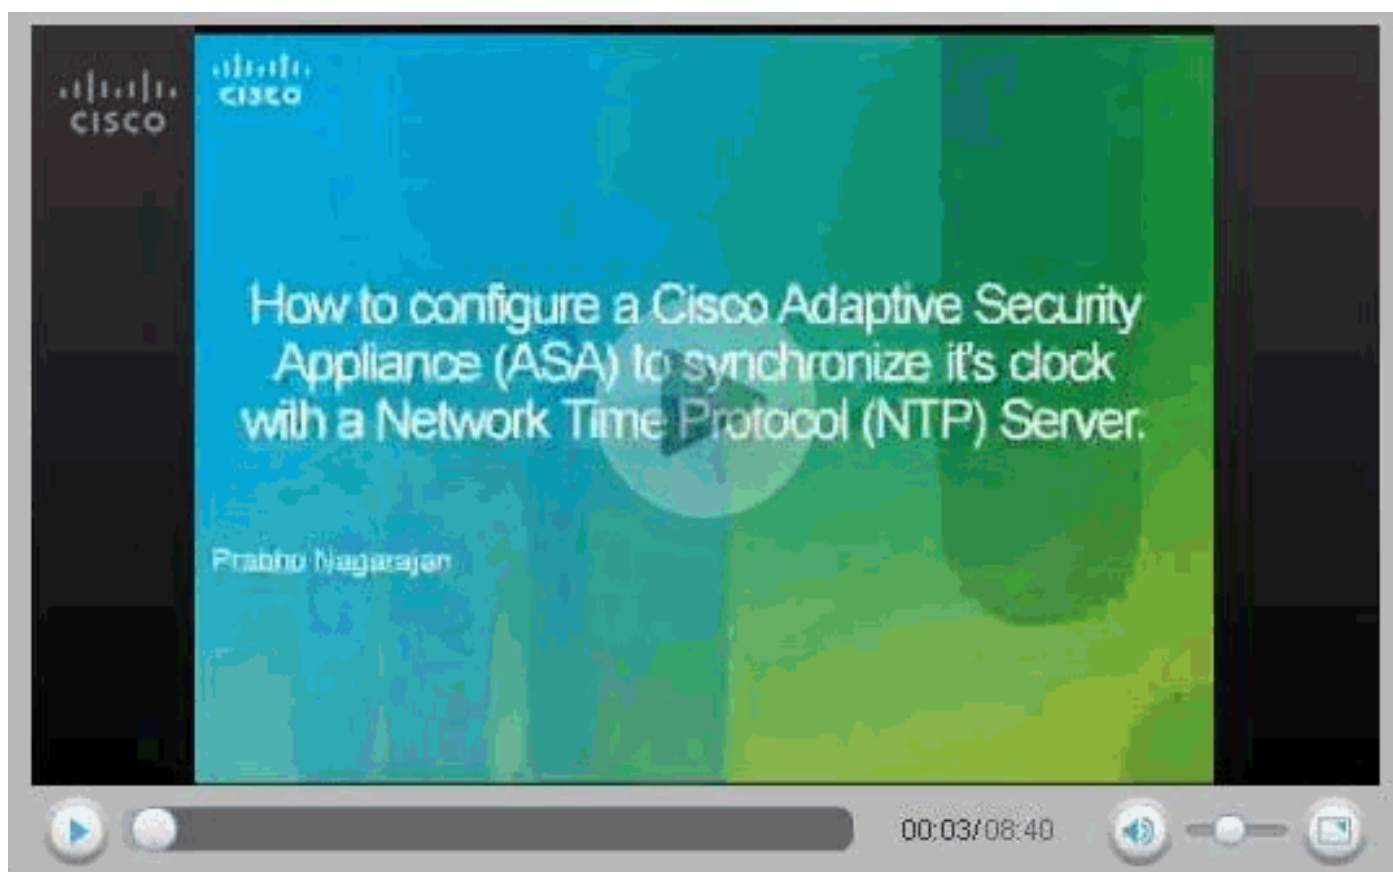 CISCO
CISCO
How to configure a Cisco Adaptive Security
Appliance (ASA) to synchronize it's clock
with a Network Time Protocol (NTP) Server.
Prabhu Nagarajan
00:03/08:40